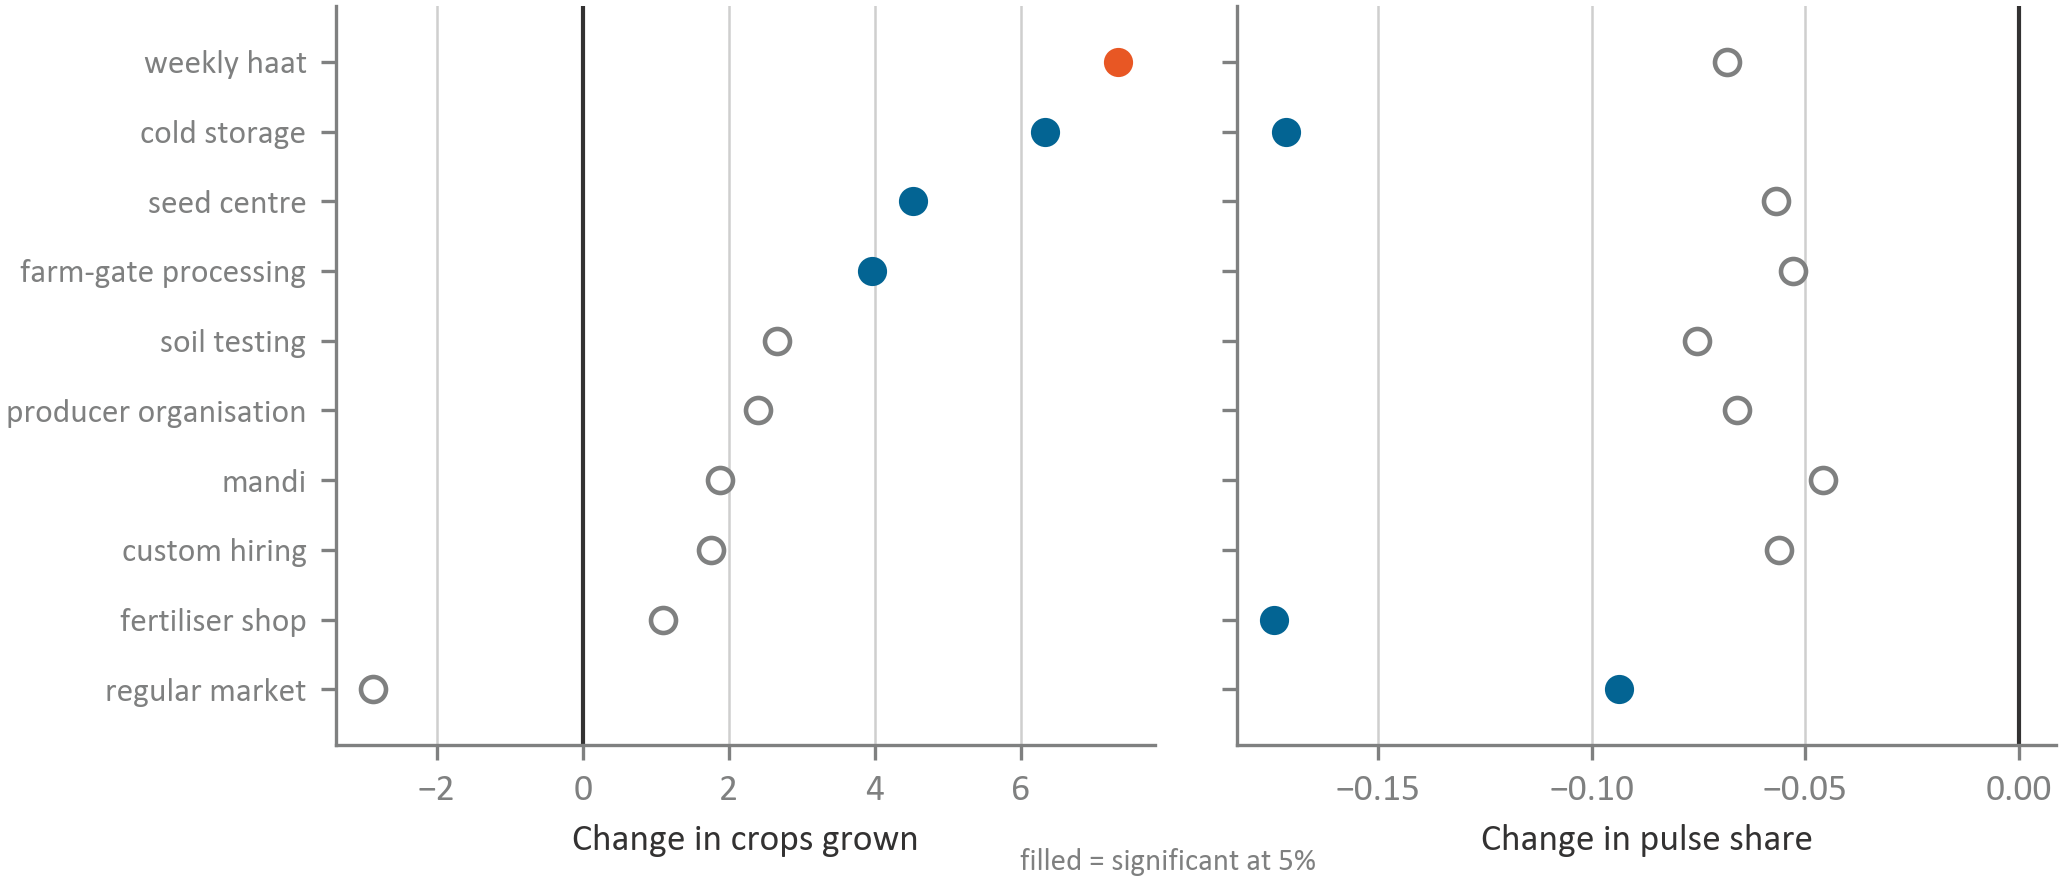 weekly haat
cold storage
seed centre
farm-gate processing
soil testing
producer organisation
mandi
custom hiring
fertiliser shop
regular market
−2 0 2 4 6
−0.15 −0.10 −0.05 0.00
Change in crops grown
Change in pulse share
filled = significant at 5%